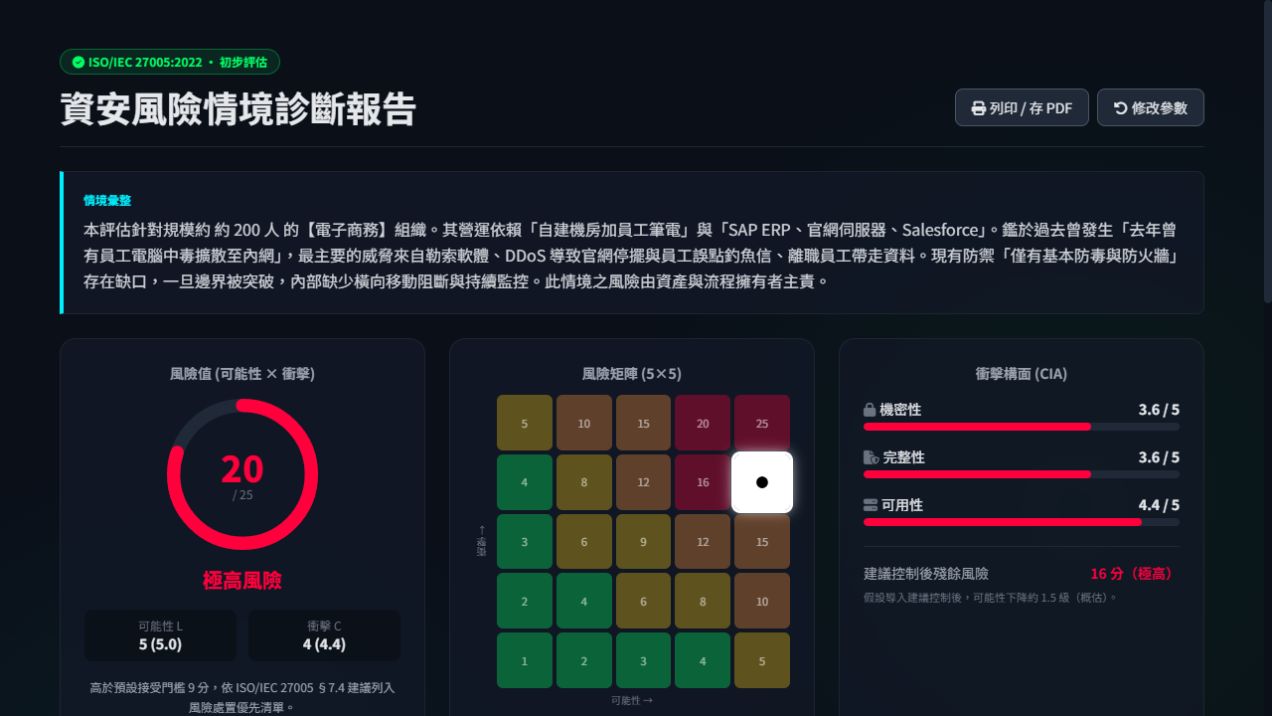 ISO/IEC 27005:2022 · 初步評估
資安風險情境診斷報告
列印 / 存 PDF
修改參數
情境彙整
本評估針對規模約 約 200 人 的【電子商務】組織。其營運依賴「自建機房加員工筆電」與「SAP ERP、官網伺服器、Salesforce」。鑑於過去曾發生「去年曾
有員工電腦中毒擴散至內網」，最主要的威脅來自勒索軟體、DDoS 導致官網停擺與員工誤點釣魚信、離職員工帶走資料。現有防禦「僅有基本防毒與防火牆」
存在缺口，一旦邊界被突破，內部缺少橫向移動阻斷與持續監控。此情境之風險由資產與流程擁有者主責。
風險值 (可能性 × 衝擊)
20
/ 25
極高風險
可能性 L
5 (5.0)
衝擊 C
4 (4.4)
高於預設接受門檻 9 分，依 ISO/IEC 27005 §7.4 建議列入
風險處置優先清單。
風險矩陣 (5×5)
5 10 15 20 25
4 8 12 16
3 6 9 12 15
2 4 6 8 10
1 2 3 4 5
衝擊 →
可能性 →
衝擊構面 (CIA)
機密性 3.6 / 5
完整性 3.6 / 5
可用性 4.4 / 5
建議控制後殘餘風險 16 分（極高）
假設導入建議控制後，可能性下降約 1.5 級（概估）。